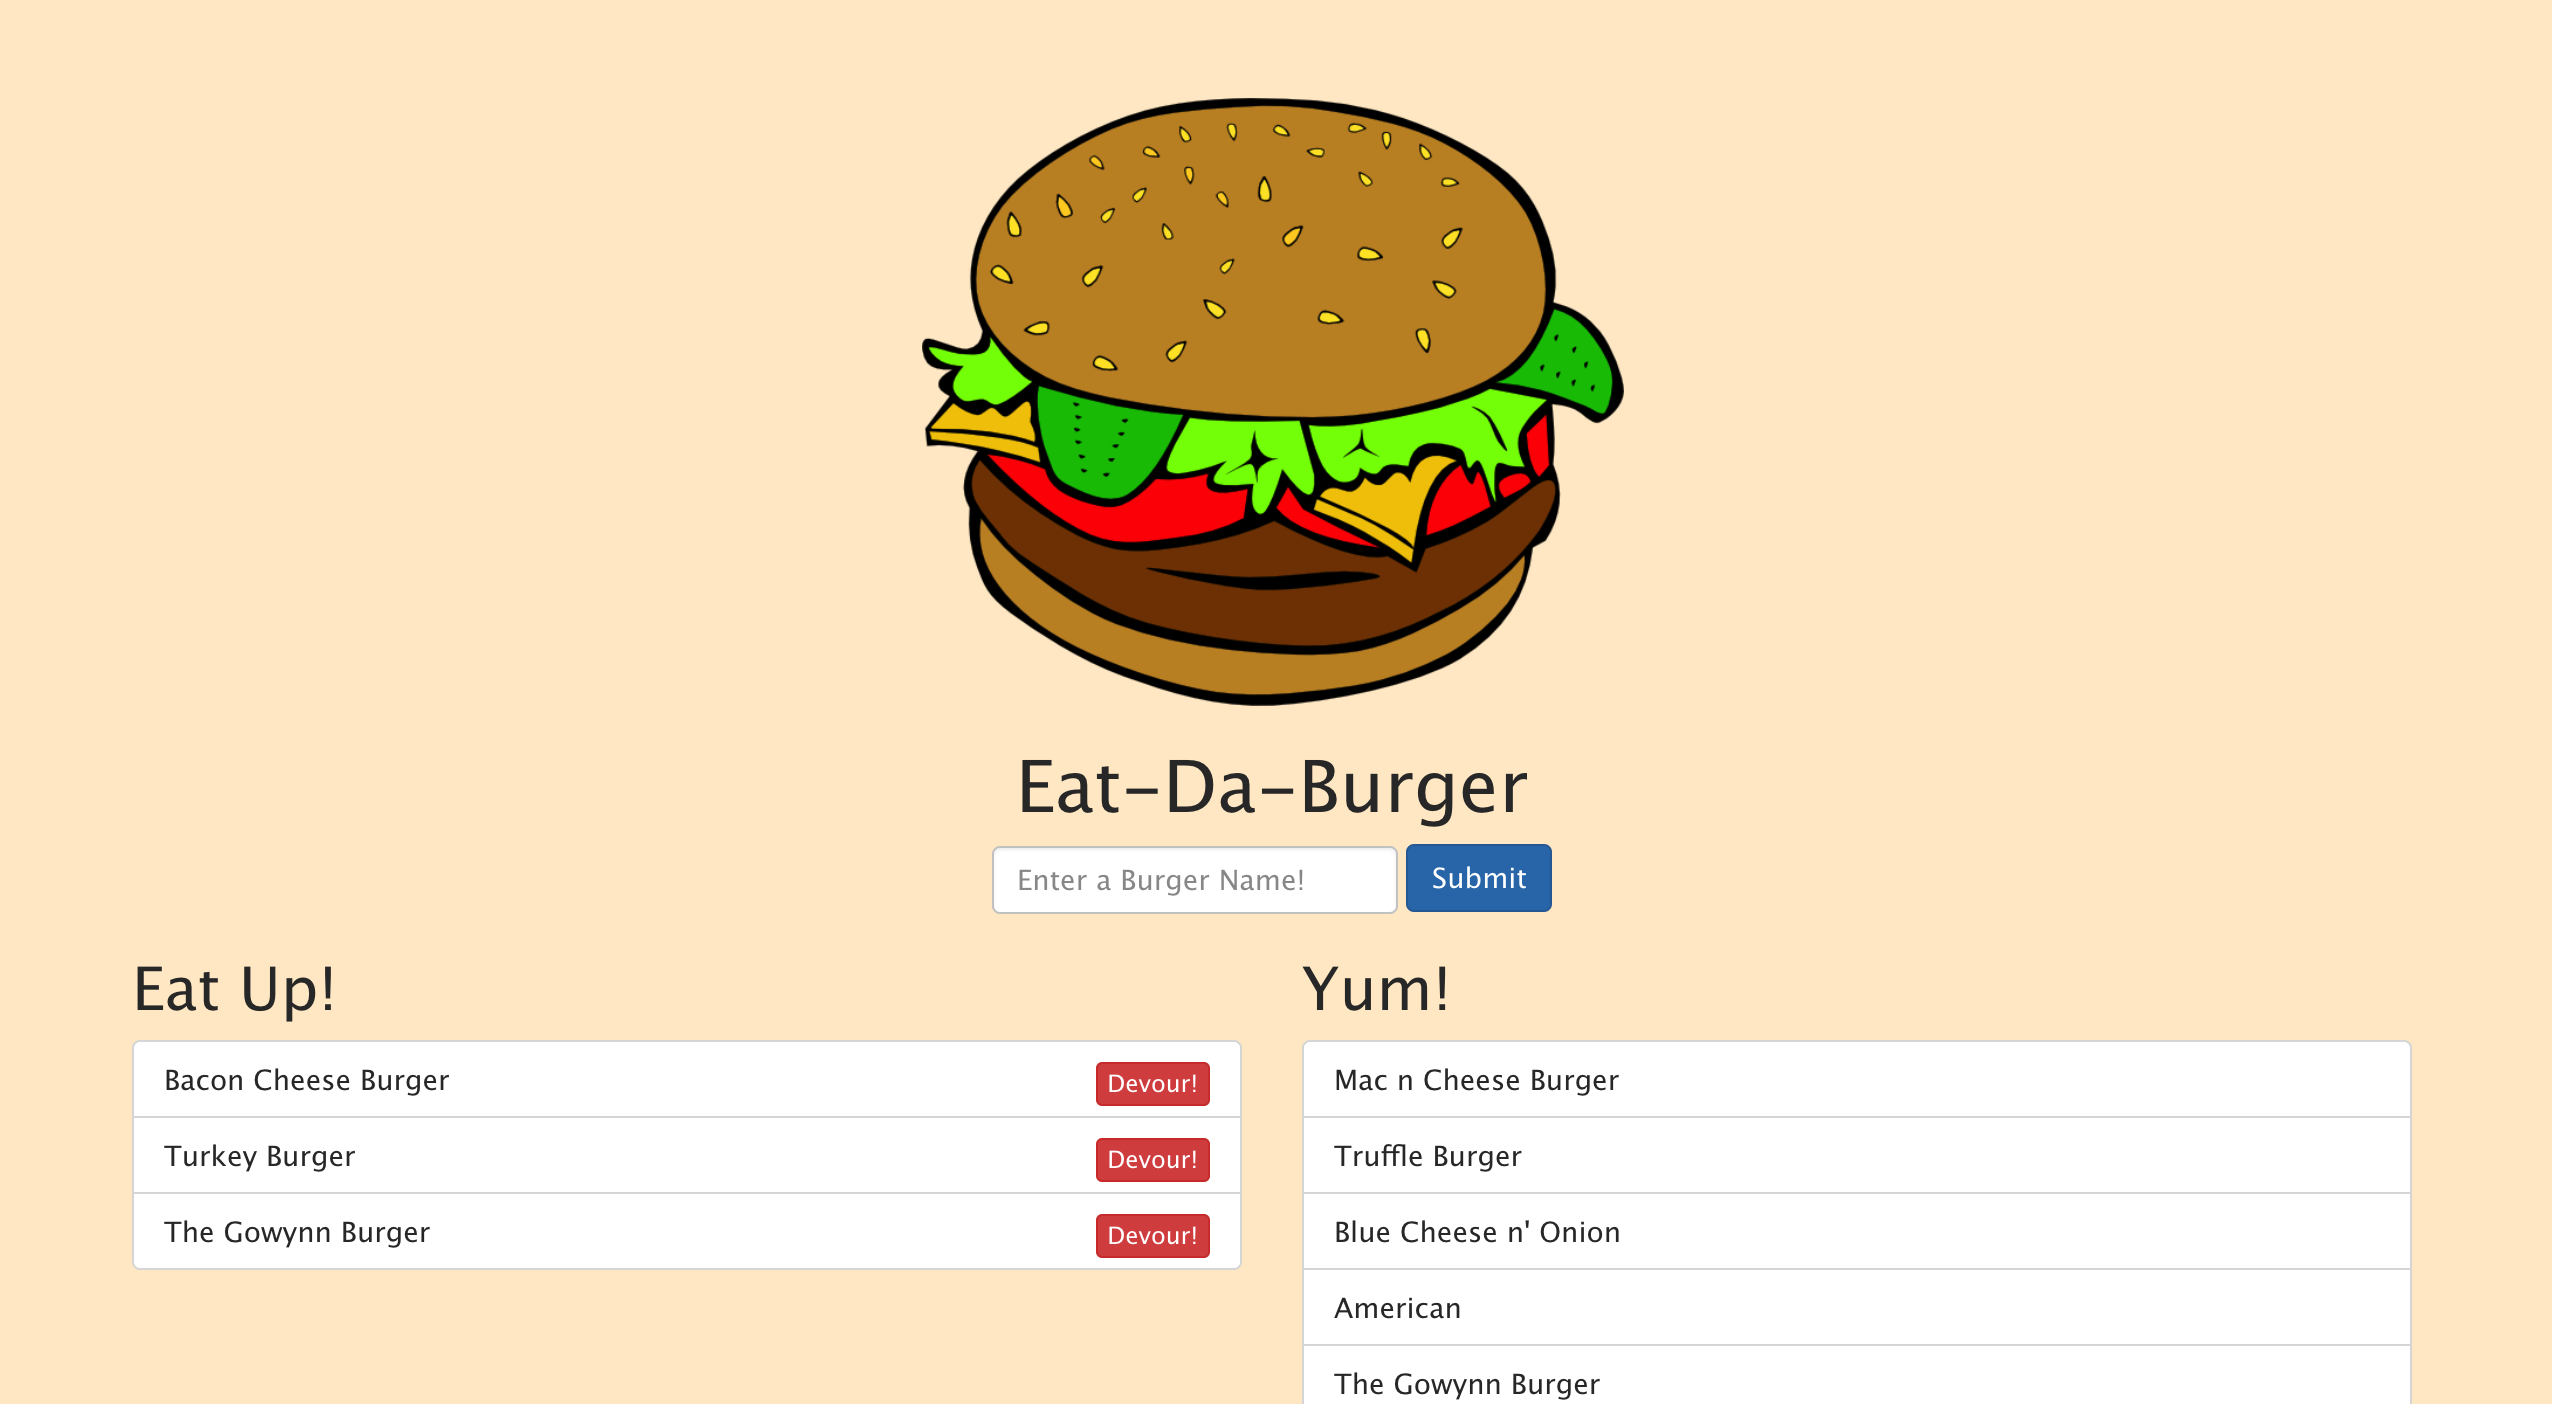 Eat-Da-Burger
Enter a Burger Name!
Submit
Eat Up!
Bacon Cheese Burger
Devour!
Turkey Burger
Devour!
The Gowynn Burger
Devour!
Yum!
Mac n Cheese Burger
Truffle Burger
Blue Cheese n' Onion
American
The Gowynn Burger